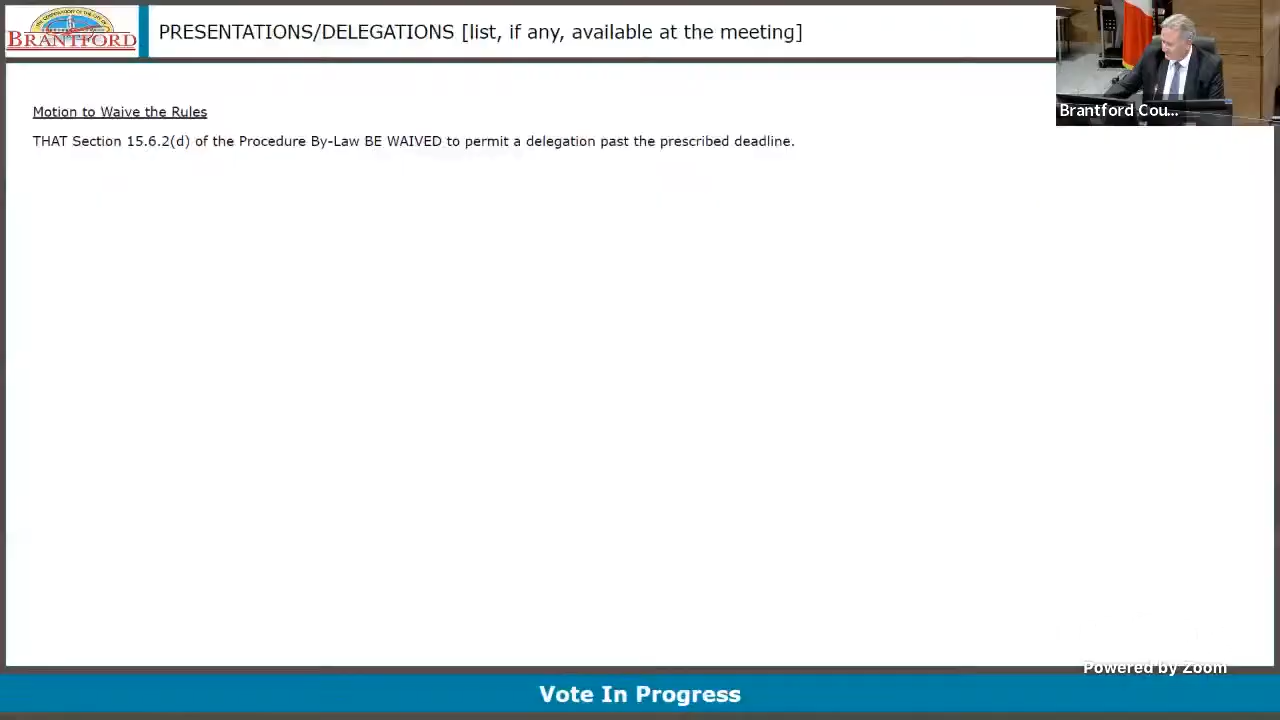 BRANTFORD
PRESENTATIONS/DELEGATIONS [list, if any, available at the meeting]
Brantford Cou...
Motion to Waive the Rules
THAT Section 15.6.2(d) of the Procedure By-Law BE WAIVED to permit a delegation past the prescribed deadline.
Powered by Zoom
Vote In Progress